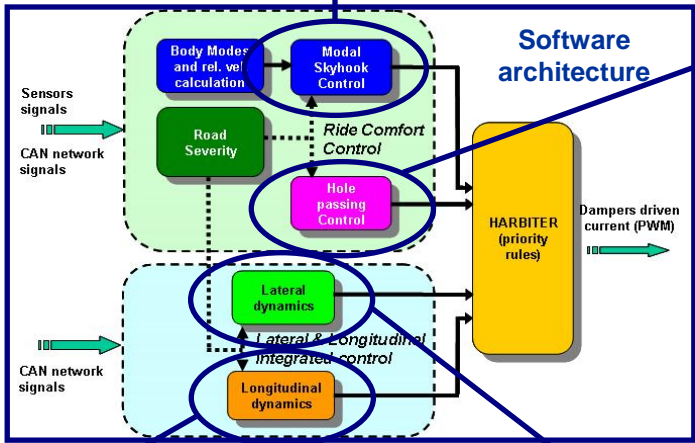 Software
architecture
Body Modes
and rel. vel
calculation
Modal
Skyhook
Control
Sensors
signals
CAN network
signals
Road
Severity
Ride Comfort
Control
Hole
passing
Control
HARBITER
(priority
rules)
Dampers driven
current (PWM)
Lateral
dynamics
Lateral & Longitudinal
integrated control
CAN network
signals
Longitudinal
dynamics